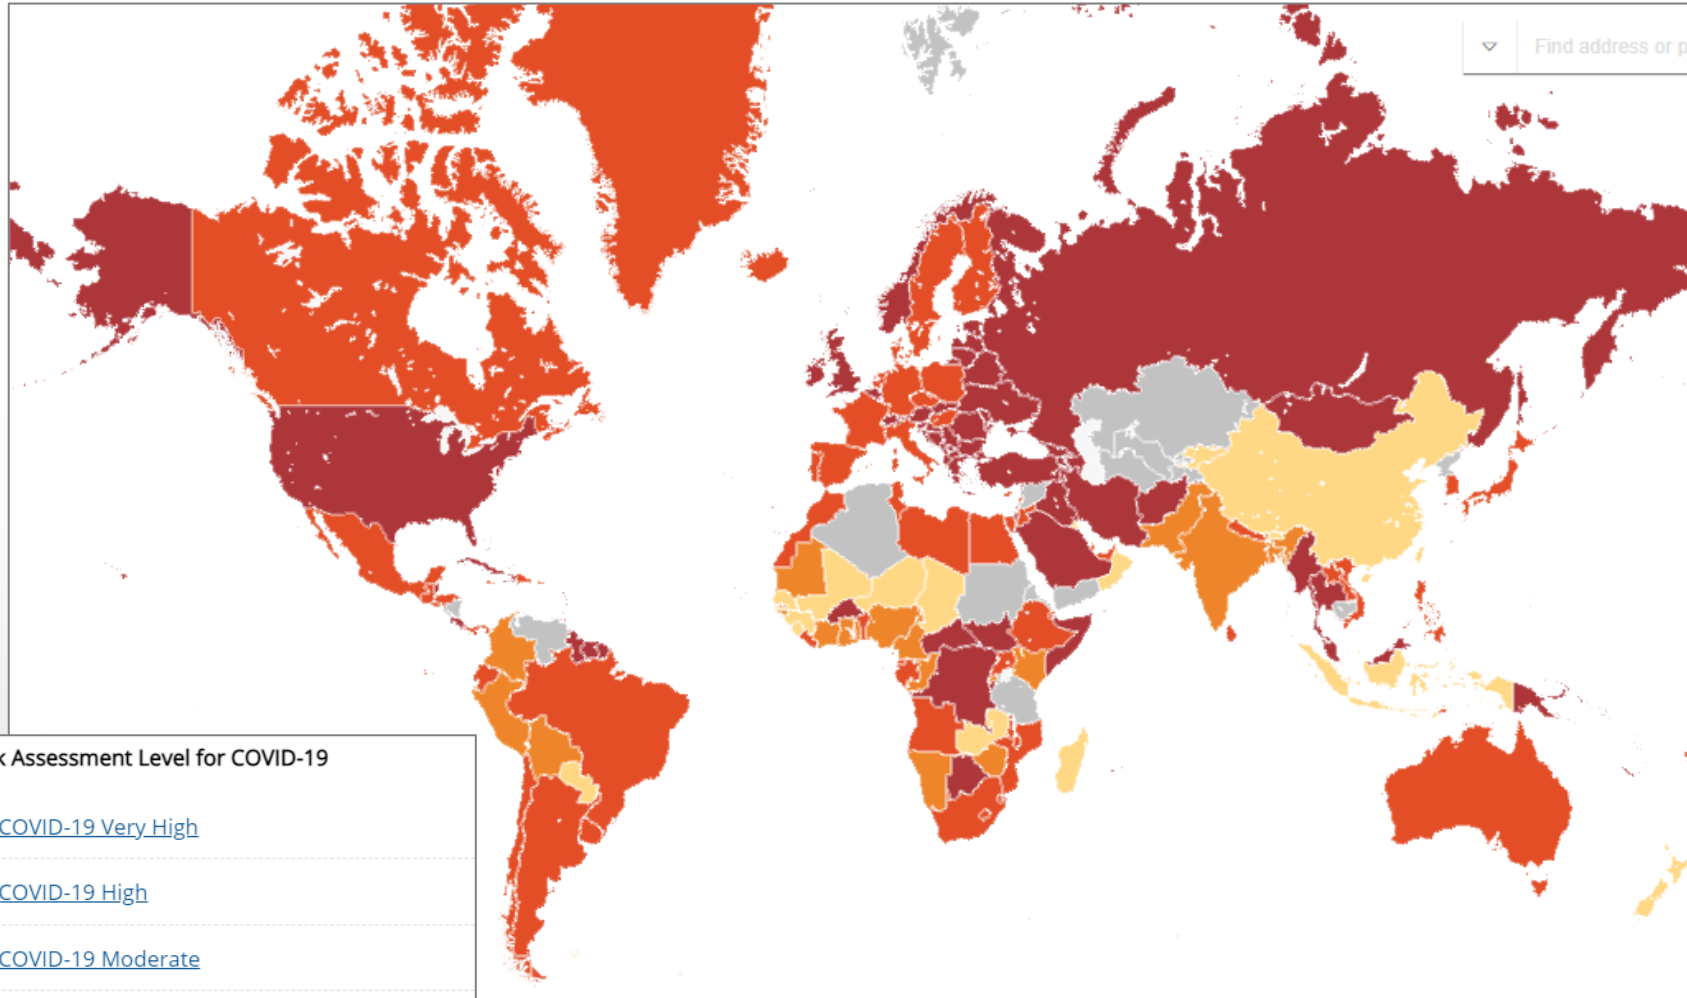 Find address or p
k Assessment Level for COVID-19
COVID-19 Very High
COVID-19 High
COVID-19 Moderate